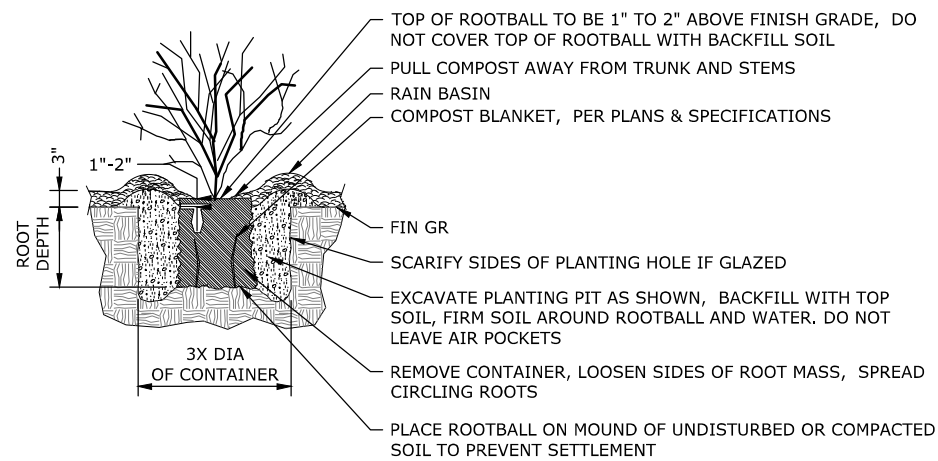 TOP OF ROOTBALL TO BE 1" TO 2" ABOVE FINISH GRADE, DO
NOT COVER TOP OF ROOTBALL WITH BACKFILL SOIL
PULL COMPOST AWAY FROM TRUNK AND STEMS
RAIN BASIN
COMPOST BLANKET, PER PLANS & SPECIFICATIONS
3"
1"-2"
ROOT
DEPTH
FIN GR
SCARIFY SIDES OF PLANTING HOLE IF GLAZED
EXCAVATE PLANTING PIT AS SHOWN, BACKFILL WITH TOP
SOIL, FIRM SOIL AROUND ROOTBALL AND WATER. DO NOT
LEAVE AIR POCKETS
3X DIA
OF CONTAINER
REMOVE CONTAINER, LOOSEN SIDES OF ROOT MASS, SPREAD
CIRCLING ROOTS
PLACE ROOTBALL ON MOUND OF UNDISTURBED OR COMPACTED
SOIL TO PREVENT SETTLEMENT